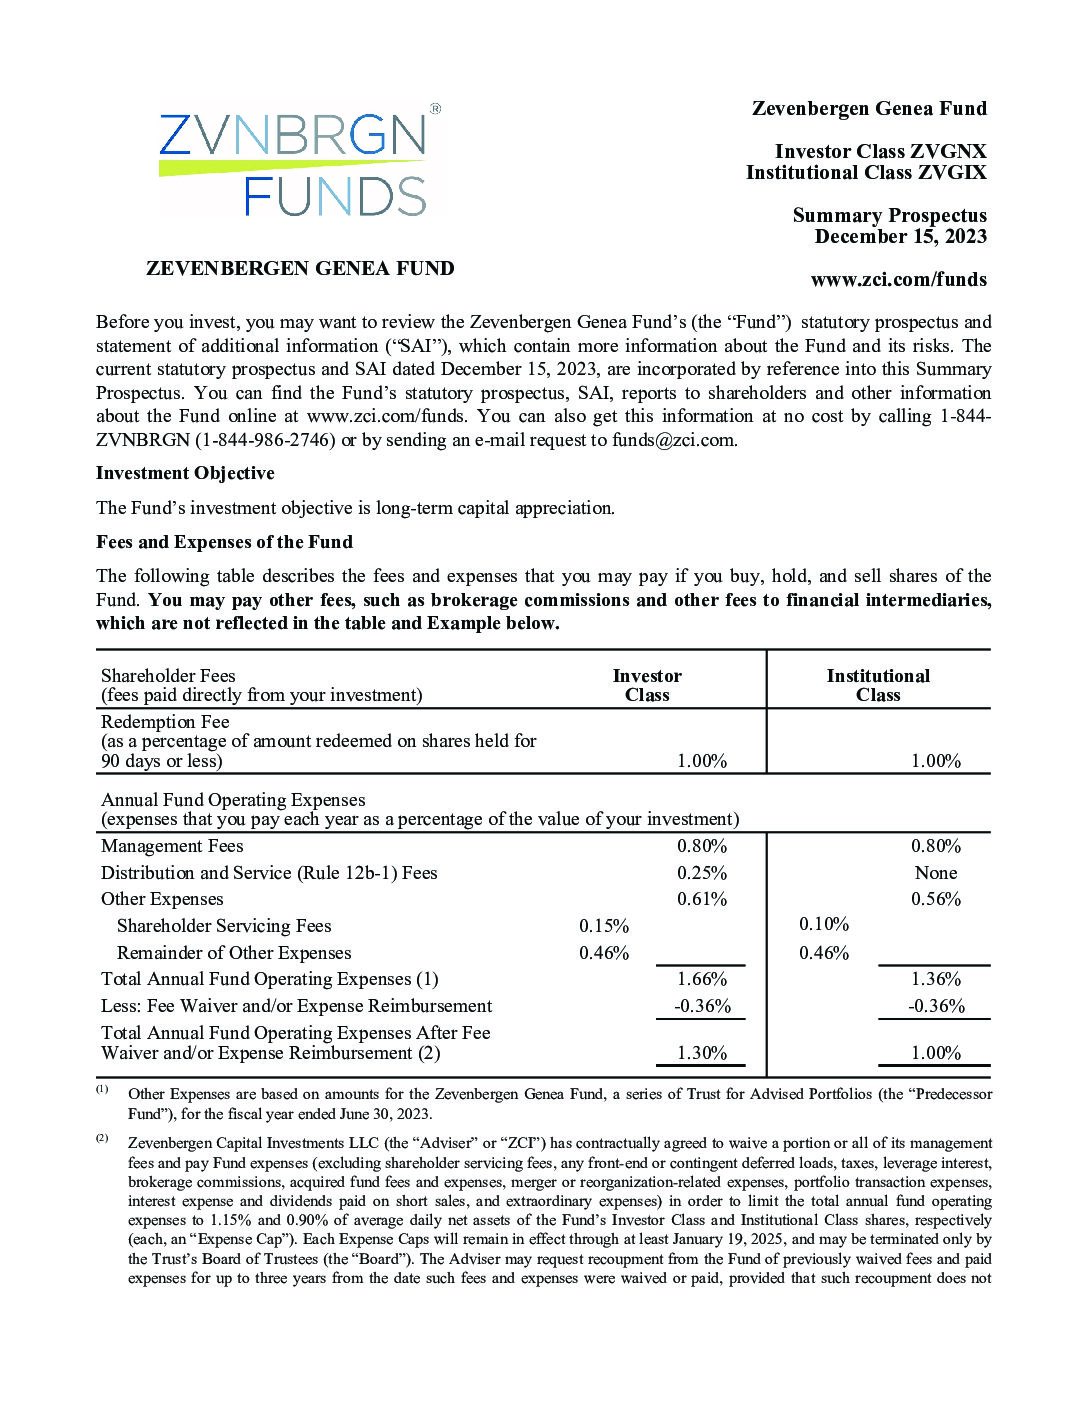 ZVNBRGN®
FUNDS
ZEVENBERGEN GENEA FUND
Zevenbergen Genea Fund
Investor Class ZVGNX
Institutional Class ZVGIX
Summary Prospectus
December 15, 2023
www.zci.com/funds
Before you invest, you may want to review the Zevenbergen Genea Fund’s (the “Fund”) statutory prospectus and
statement of additional information (“SAI”), which contain more information about the Fund and its risks. The
current statutory prospectus and SAI dated December 15, 2023, are incorporated by reference into this Summary
Prospectus. You can find the Fund’s statutory prospectus, SAI, reports to shareholders and other information
about the Fund online at www.zci.com/funds. You can also get this information at no cost by calling 1-844-
ZVNBRGN (1-844-986-2746) or by sending an e-mail request to funds@zci.com.
Investment Objective
The Fund’s investment objective is long-term capital appreciation.
Fees and Expenses of the Fund
The following table describes the fees and expenses that you may pay if you buy, hold, and sell shares of the
Fund. You may pay other fees, such as brokerage commissions and other fees to financial intermediaries,
which are not reflected in the table and Example below.
Shareholder Fees Investor Institutional
(fees paid directly from your investment) Class Class
Redemption Fee
(as a percentage of amount redeemed on shares held for
90 days or less) 1.00% 1.00%
Annual Fund Operating Expenses
(expenses that you pay each year as a percentage of the value of your investment)
Management Fees 0.80% 0.80%
Distribution and Service (Rule 12b-1) Fees 0.25% None
Other Expenses 0.61% 0.56%
Shareholder Servicing Fees 0.15% 0.10%
Remainder of Other Expenses 0.46% 0.46%
Total Annual Fund Operating Expenses (1) 1.66% 1.36%
Less: Fee Waiver and/or Expense Reimbursement -0.36% -0.36%
Total Annual Fund Operating Expenses After Fee
Waiver and/or Expense Reimbursement (2) 1.30% 1.00%
(1) Other Expenses are based on amounts for the Zevenbergen Genea Fund, a series of Trust for Advised Portfolios (the “Predecessor
Fund”), for the fiscal year ended June 30, 2023.
(2) Zevenbergen Capital Investments LLC (the “Adviser” or “ZCI”) has contractually agreed to waive a portion or all of its management
fees and pay Fund expenses (excluding shareholder servicing fees, any front-end or contingent deferred loads, taxes, leverage interest,
brokerage commissions, acquired fund fees and expenses, merger or reorganization-related expenses, portfolio transaction expenses,
interest expense and dividends paid on short sales, and extraordinary expenses) in order to limit the total annual fund operating
expenses to 1.15% and 0.90% of average daily net assets of the Fund’s Investor Class and Institutional Class shares, respectively
(each, an “Expense Cap”). Each Expense Caps will remain in effect through at least January 19, 2025, and may be terminated only by
the Trust’s Board of Trustees (the “Board”). The Adviser may request recoupment from the Fund of previously waived fees and paid
expenses for up to three years from the date such fees and expenses were waived or paid, provided that such recoupment does not